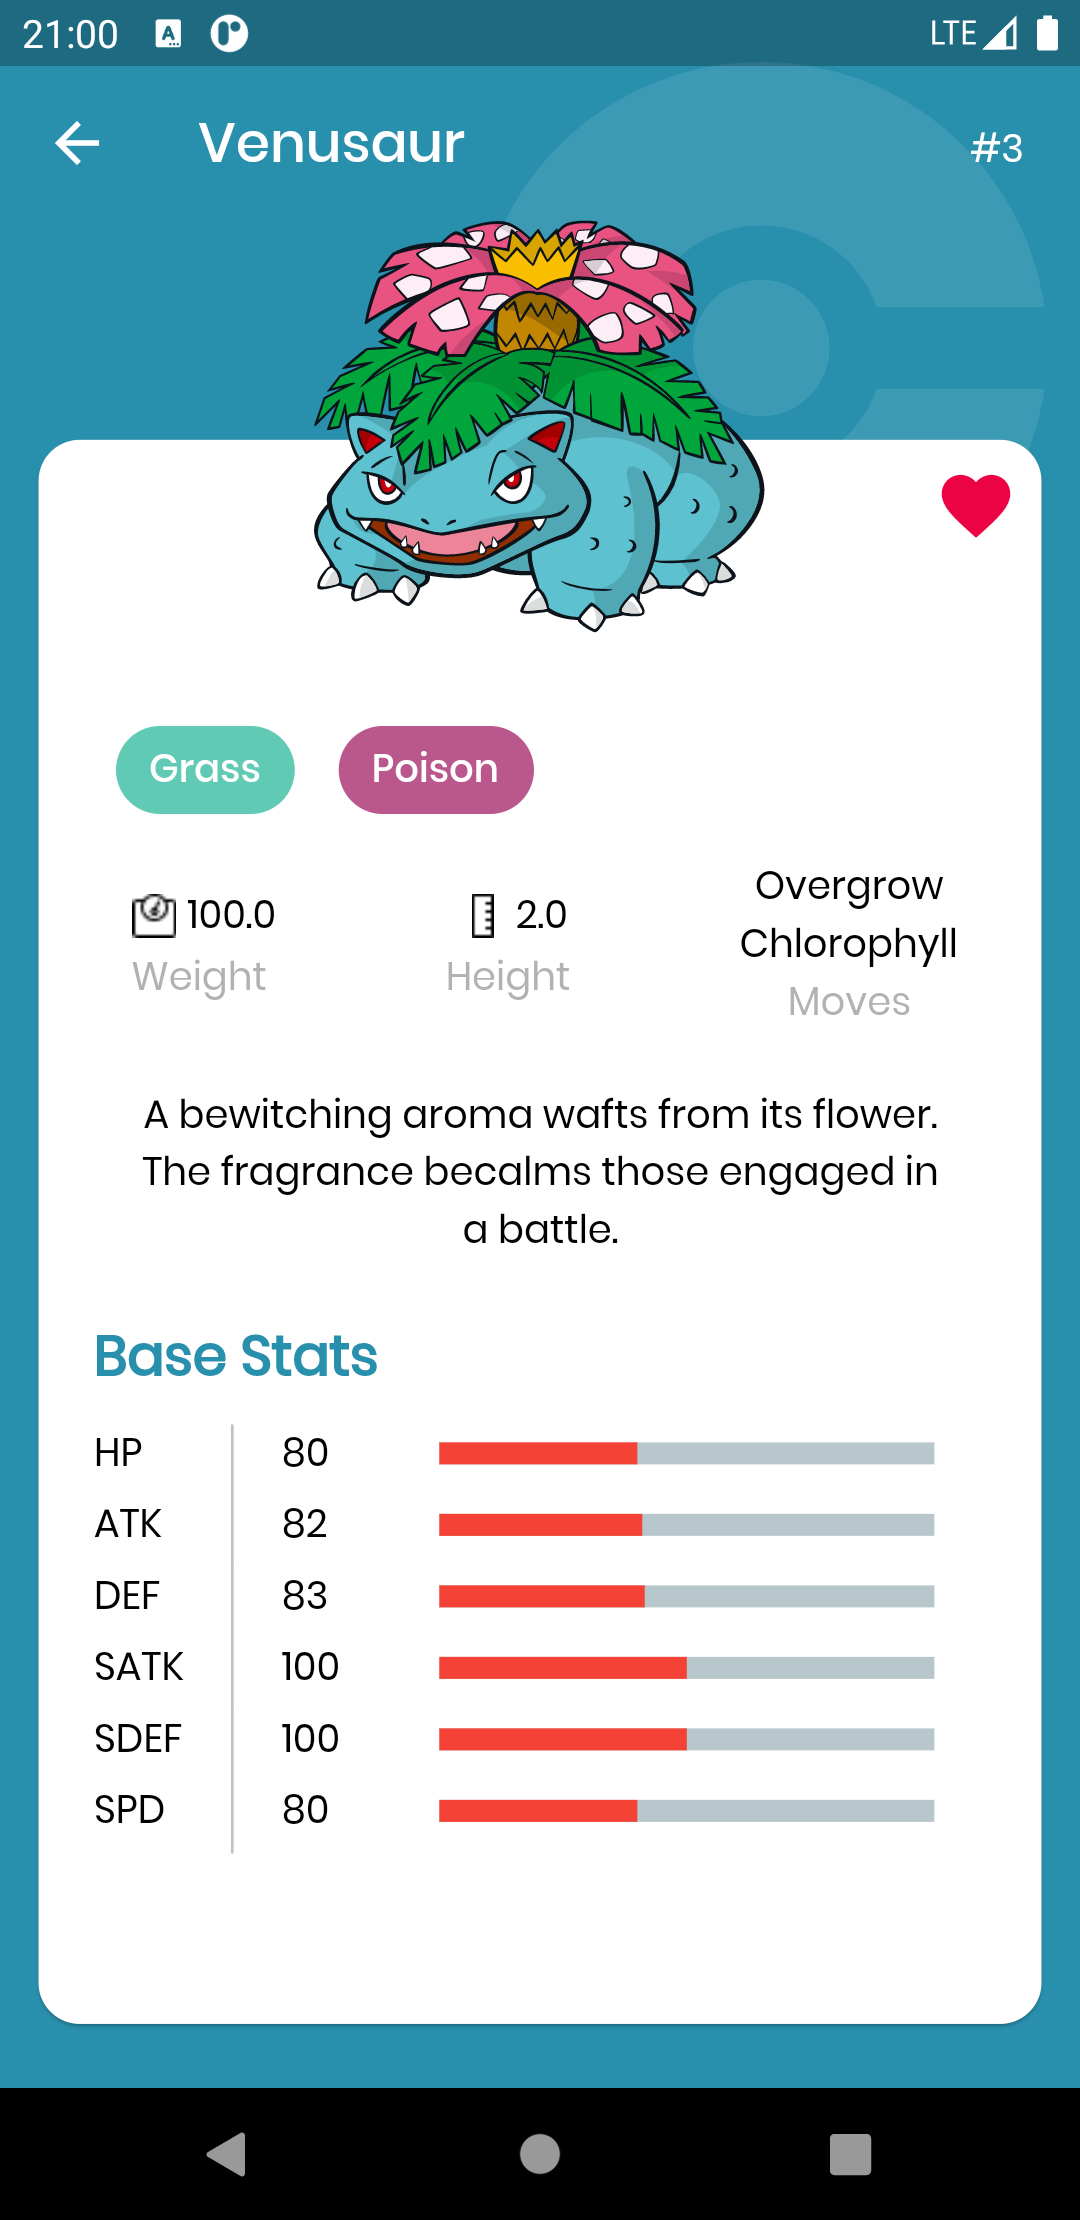 21:00
LTE
Venusaur
#3
Grass Poison
100.0
Weight
2.0
Height
Overgrow
Chlorophyll
Moves
A bewitching aroma wafts from its flower.
The fragrance becalms those engaged in
a battle.
Base Stats
HP 80
ATK 82
DEF 83
SATK 100
SDEF 100
SPD 80